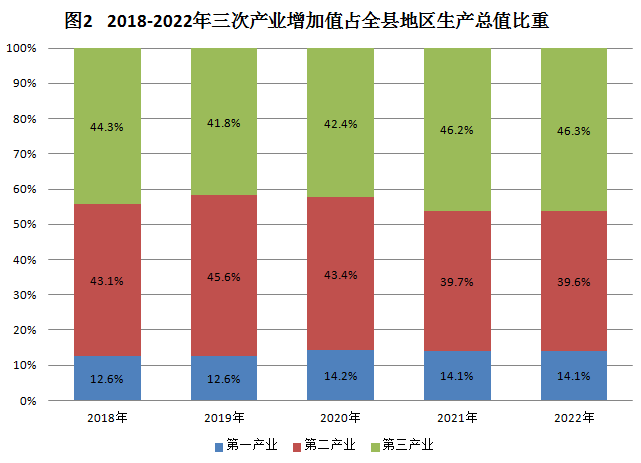 图2 2018-2022年三次产业增加值占全县地区生产总值比重
100%
90%
80%
70%
60%
50%
40%
30%
20%
10%
0%
44.3% 41.8% 42.4% 46.2% 46.3%
43.1% 45.6% 43.4% 39.7% 39.6%
12.6% 12.6% 14.2% 14.1% 14.1%
2018年 2019年 2020年 2021年 2022年
第一产业 第二产业 第三产业